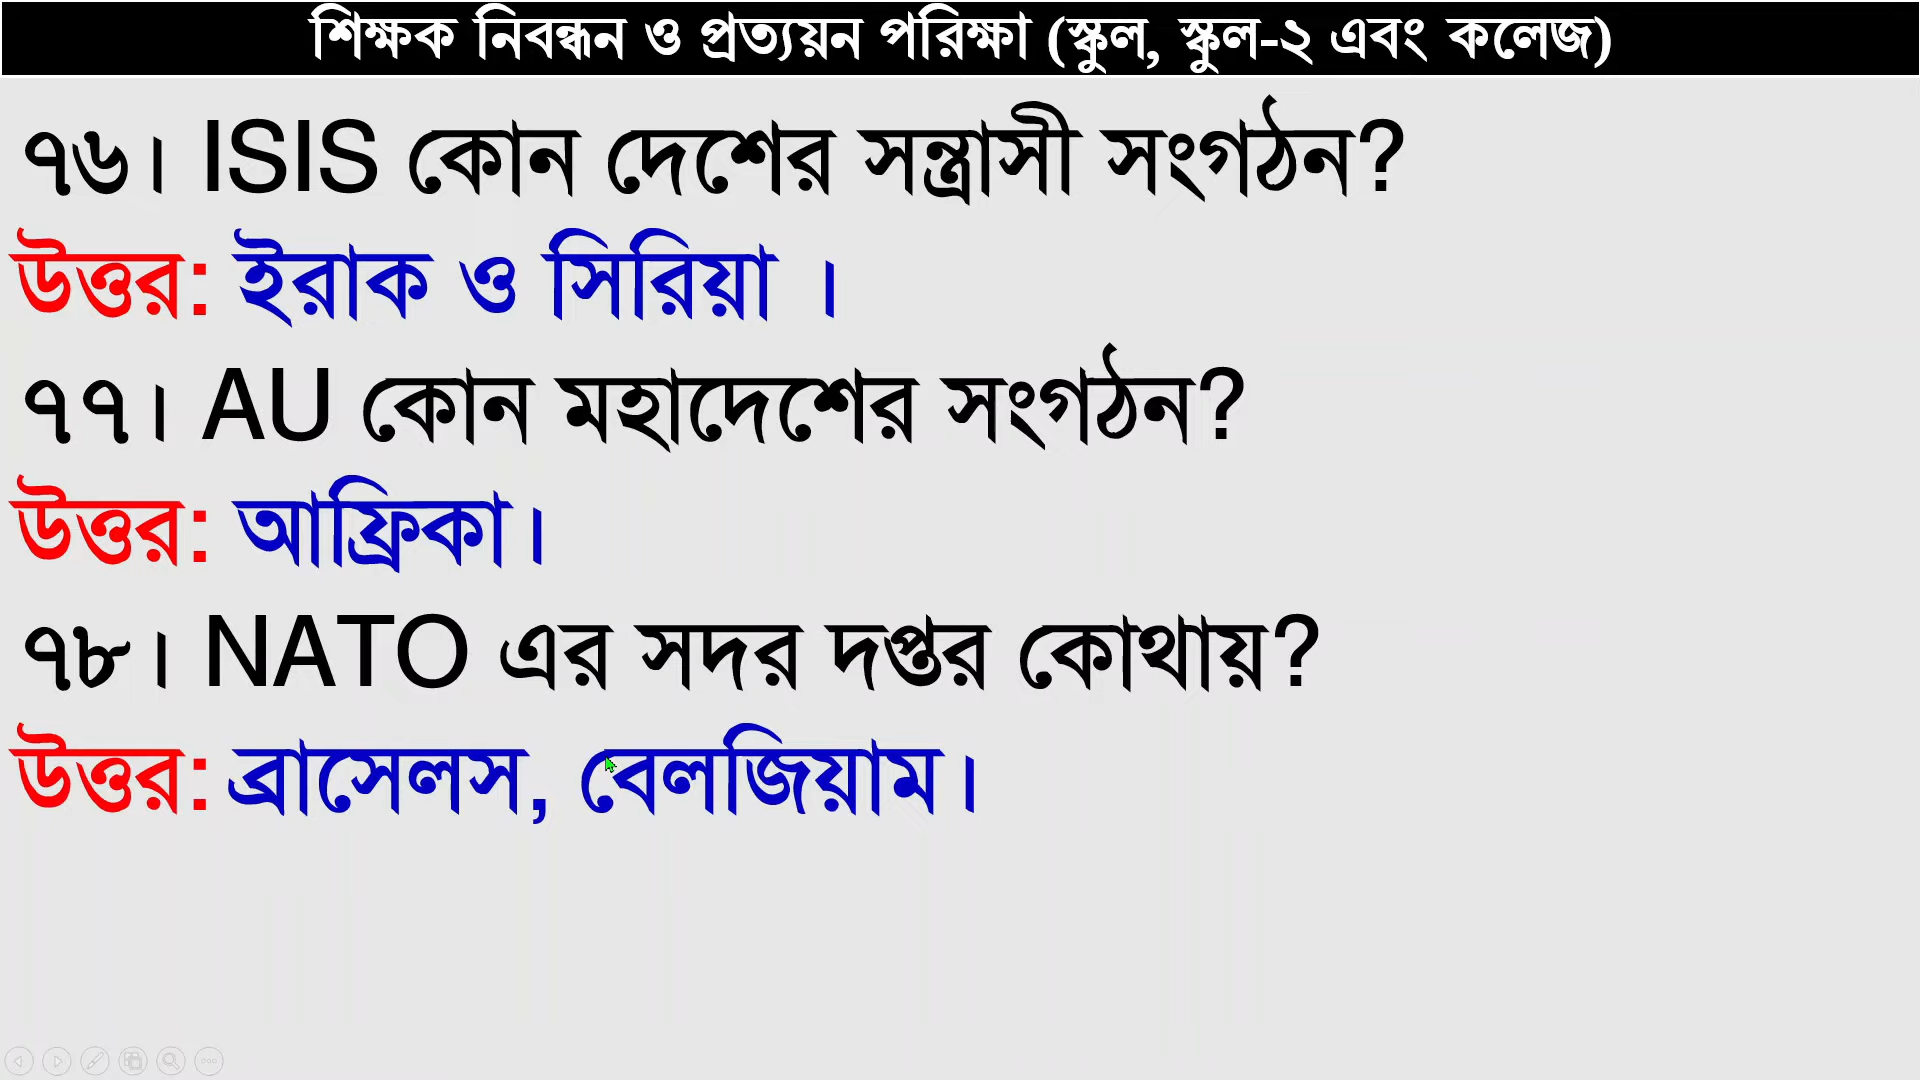 শিক্ষক নিবন্ধন ও প্রত্যয়ন পরিক্ষা (স্কুল, স্কুল-২ এবং কলেজ)
৭৬। ISIS কোন দেশের সন্ত্রাসী সংগঠন?
উত্তর: ইরাক ও সিরিয়া ।
৭৭। AU কোন মহাদেশের সংগঠন?
উত্তর: আফ্রিকা।
৭৮। NATO এর সদর দপ্তর কোথায়?
উত্তর: ব্রাসেলস, বেলজিয়াম।